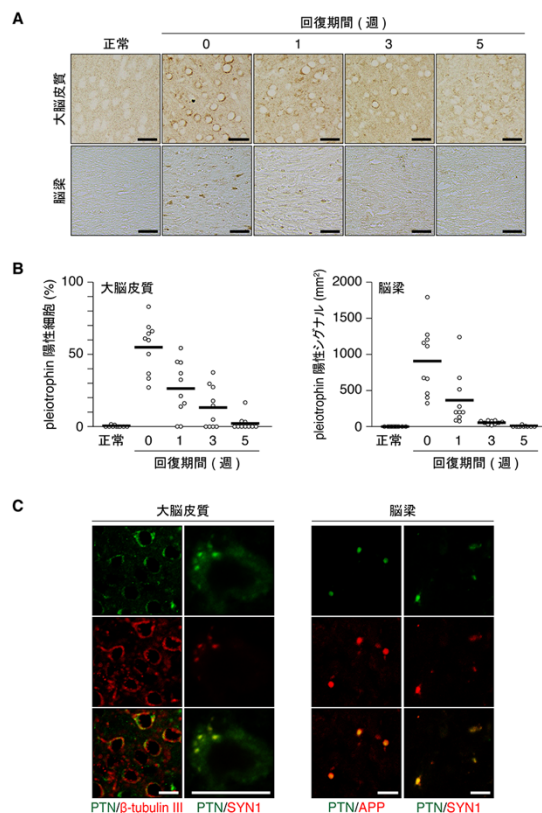 A
回復期間 ( 週 )
正常 0 1 3 5
大脳皮質
脳梁
B
pleiotrophin 陽性細胞 (%)
大脳皮質
100
50
0
正常 0 1 3 5
回復期間 ( 週 )
pleiotrophin 陽性シグナル (mm²)
脳梁
2000
1500
1000
500
0
正常 0 1 3 5
回復期間 ( 週 )
C
大脳皮質 脳梁
PTN/ß-tubulin III PTN/SYN1 PTN/APP PTN/SYN1